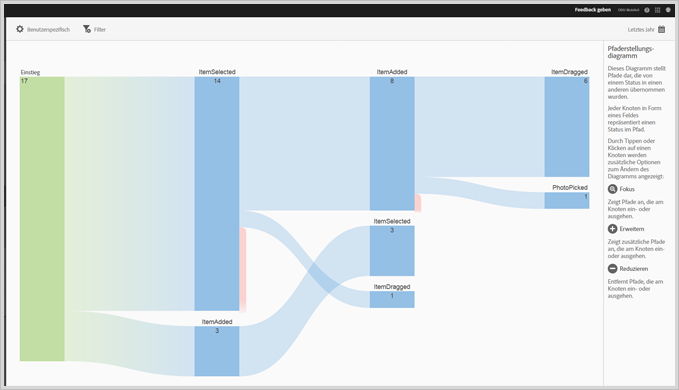 Feedback geben
Benutzerspezifisch
Filter
Letztes Jahr
Einstieg
17
ItemSelected
14
ItemAdded
3
ItemAdded
8
ItemSelected
3
ItemDragged
1
ItemDragged
6
PhotoPicked
1
Pfaderstellungs-
diagramm
Dieses Diagramm stellt
Pfade dar, die von
einem Status in einen
anderen übernommen
wurden.
Jeder Knoten in Form
eines Feldes
repräsentiert einen
Status im Pfad.
Durch Tippen oder
Klicken auf einen
Knoten werden
zusätzliche Optionen
zum Ändern des
Diagramms angezeigt:
Fokus
Zeigt Pfade an, die am
Knoten ein- oder
ausgehen.
Erweitern
Zeigt zusätzliche Pfade
an, die am Knoten ein-
oder ausgehen.
Reduzieren
Entfernt Pfade, die am
Knoten ein- oder
ausgehen.